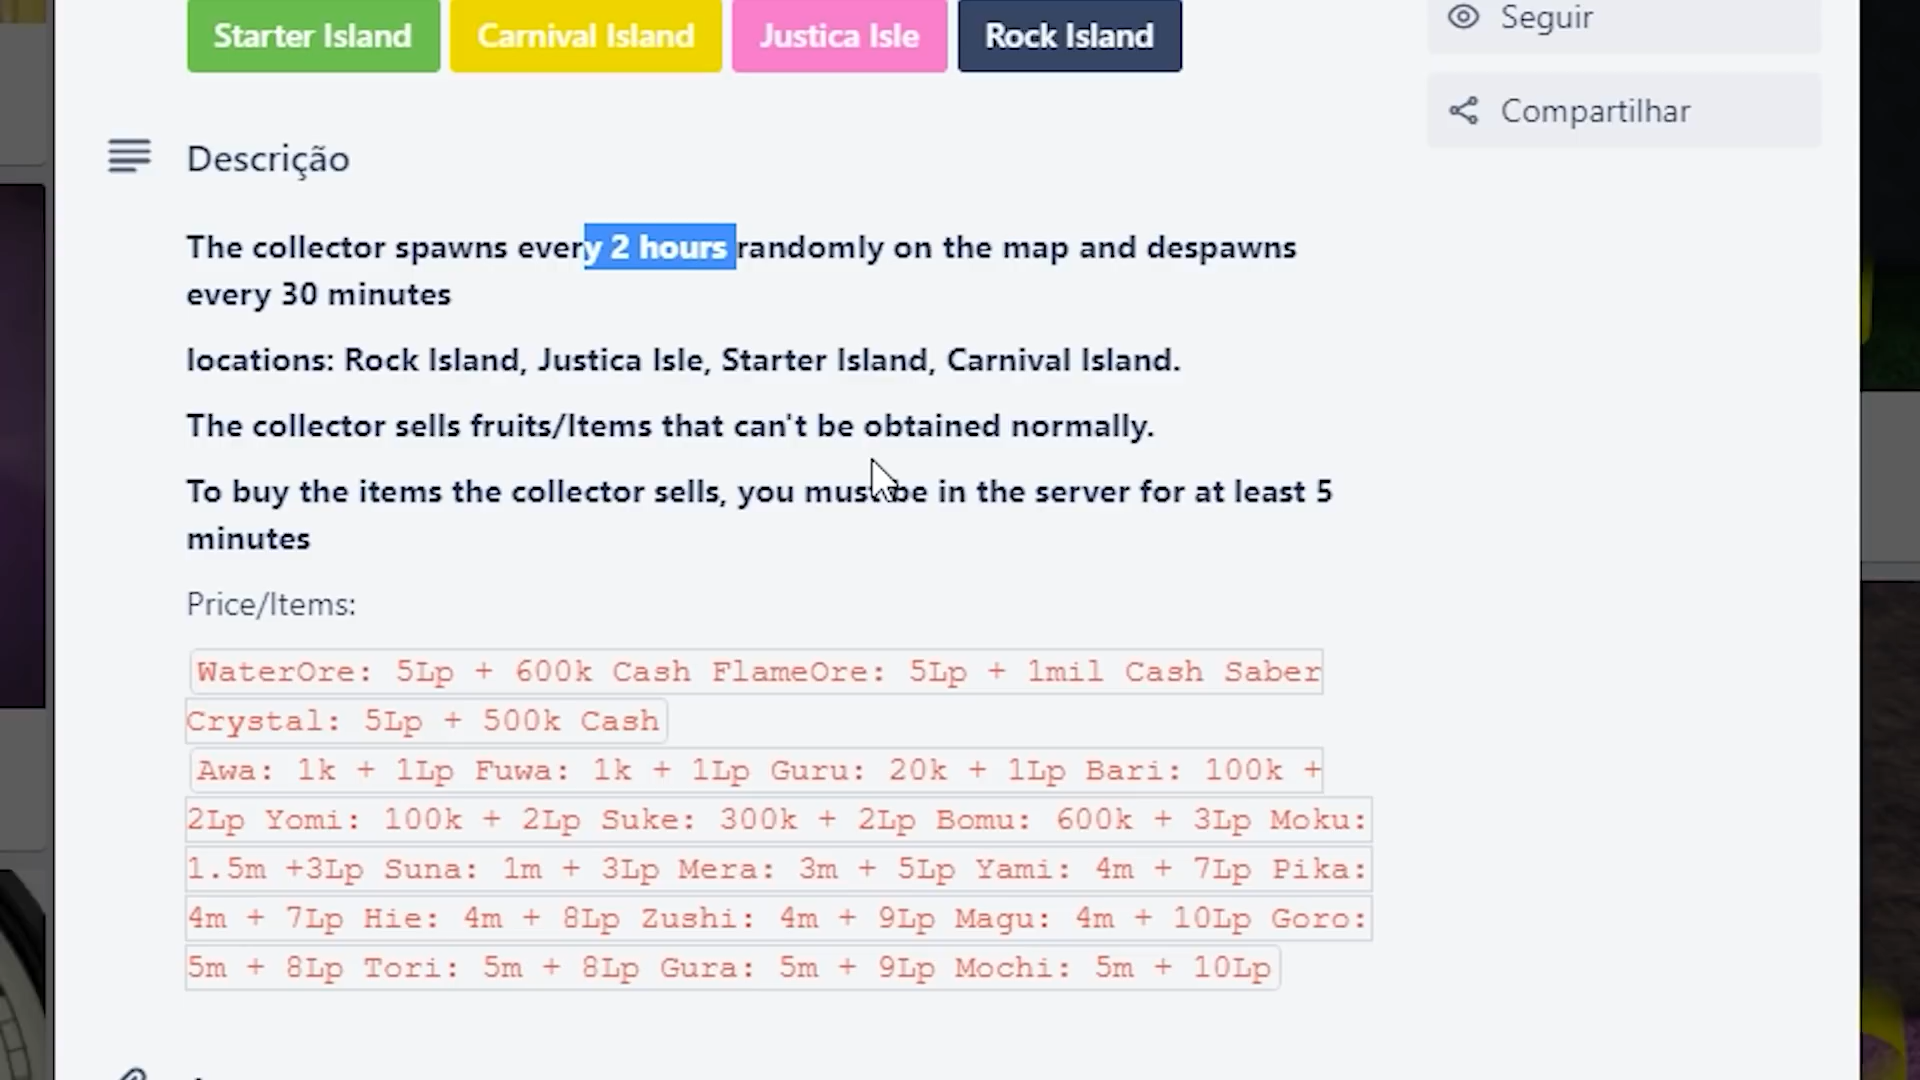 Starter Island Carnival Island Justica Isle Rock Island
Seguir
Compartilhar
Descrição
The collector spawns every 2 hours randomly on the map and despawns
every 30 minutes
locations: Rock Island, Justica Isle, Starter Island, Carnival Island.
The collector sells fruits/Items that can't be obtained normally.
To buy the items the collector sells, you must be in the server for at least 5
minutes
Price/Items:
WaterOre: 5Lp + 600k Cash FlameOre: 5Lp + 1mil Cash Saber
Crystal: 5Lp + 500k Cash
Awa: 1k + 1Lp Fuwa: 1k + 1Lp Guru: 20k + 1Lp Bari: 100k +
2Lp Yomi: 100k + 2Lp Suke: 300k + 2Lp Bomu: 600k + 3Lp Moku:
1.5m +3Lp Suna: 1m + 3Lp Mera: 3m + 5Lp Yami: 4m + 7Lp Pika:
4m + 7Lp Hie: 4m + 8Lp Zushi: 4m + 9Lp Magu: 4m + 10Lp Goro:
5m + 8Lp Tori: 5m + 8Lp Gura: 5m + 9Lp Mochi: 5m + 10Lp